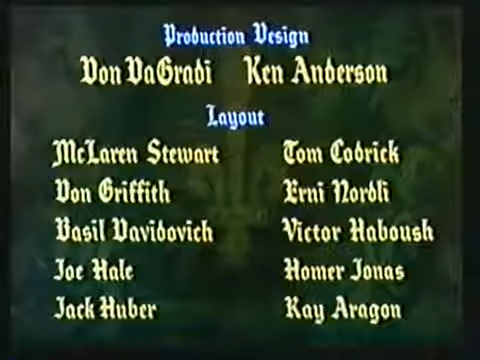 Production Design
Don DaGradi Ken Anderson
Layout
McLaren Stewart Tom Codrick
Don Griffith Erni Nordli
Basil Davidovich Victor Haboush
Joe Hale Homer Jonas
Jack Huber Ray Aragon